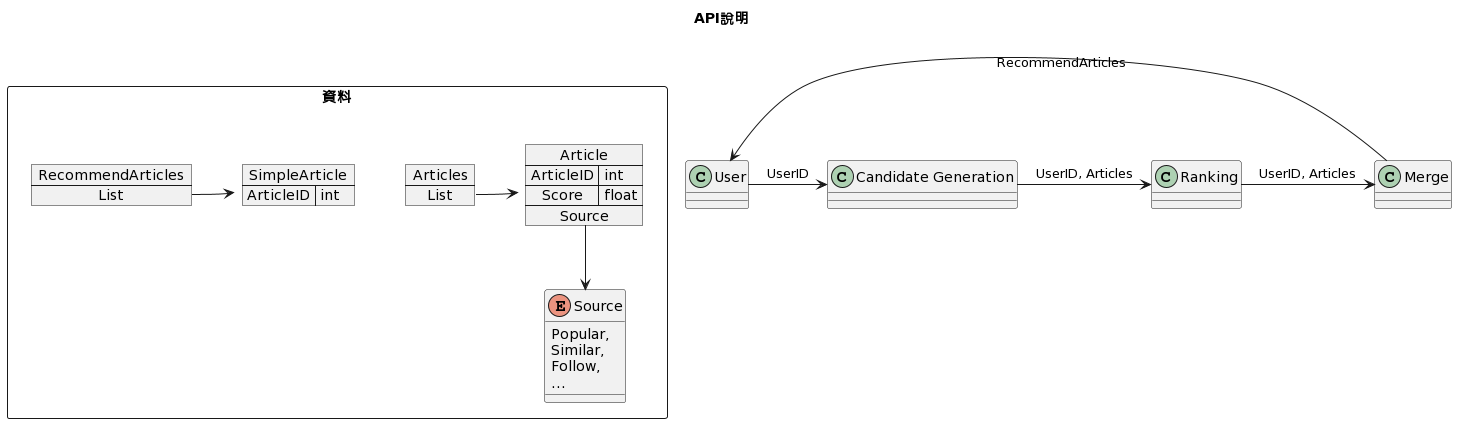 API說明
資料
RecommendArticles
List
SimpleArticle
ArticleID int
Articles
List
Article
ArticleID int
Score float
Source
E Source
Popular,
Similar,
Follow,
...
RecommendArticles
C User
UserID
C Candidate Generation
UserID, Articles
C Ranking
UserID, Articles
C Merge